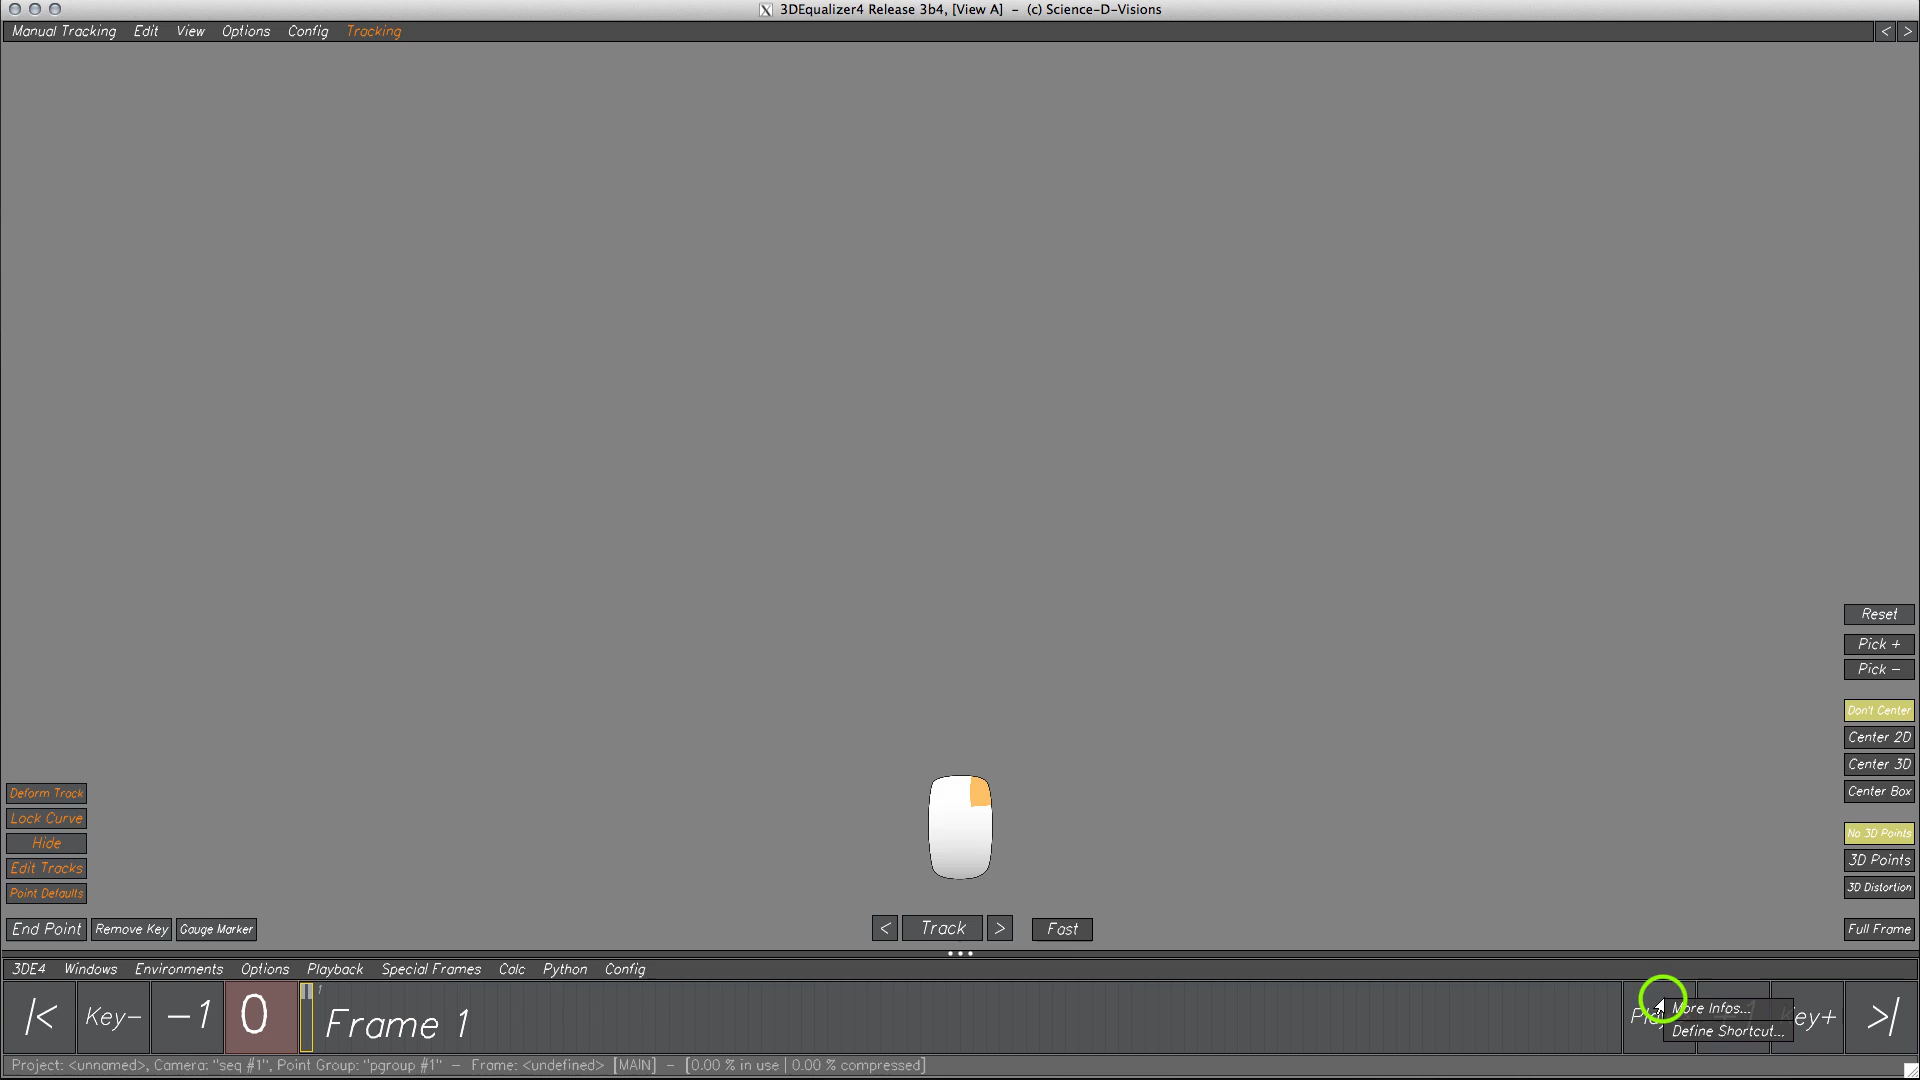 X 3DEqualizer4 Release 3b4, [View A] - (c) Science-D-Visions
Manual Tracking Edit View Options Config Tracking < >
Reset
Pick +
Pick -
Don't Center
Center 2D
Center 3D
Center Box
No 3D Points
3D Points
3D Distortion
Full Frame
Deform Track
Lock Curve
Hide
Edit Tracks
Point Defaults
End Point Remove Key Gauge Marker
< Track > Fast
3DE4 Windows Environments Options Playback Special Frames Calc Python Config
|< Key- -1 0 1 Frame 1 Key+ >|
More Infos...
Define Shortcut...
Project: <unnamed>, Camera: "seq #1", Point Group: "pgroup #1" - Frame: <undefined> [MAIN] - [0.00 % in use | 0.00 % compressed]